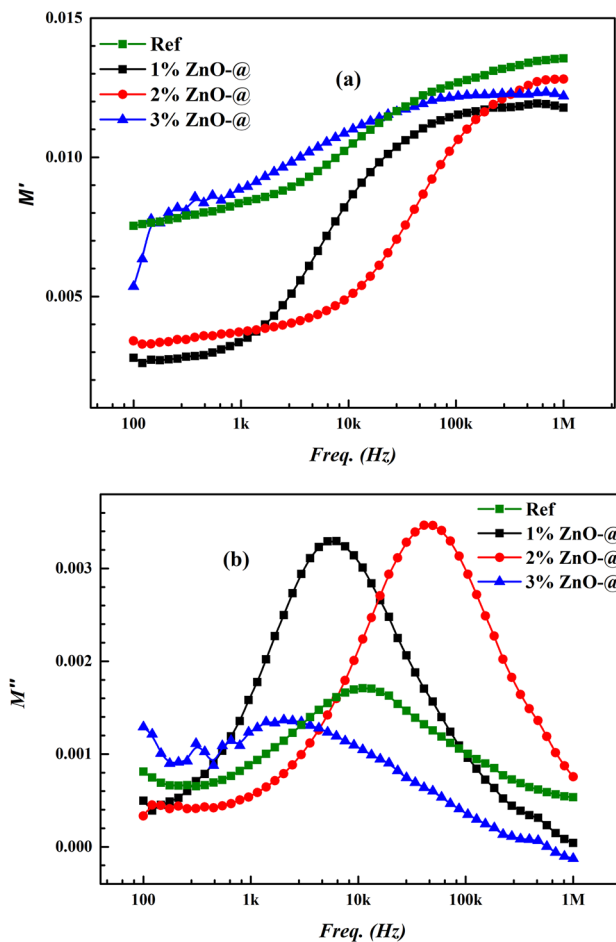 0.015
0.010
0.005
M'
Ref
1% ZnO-@
2% ZnO-@
3% ZnO-@
(a)
100 1k 10k 100k 1M
Freq. (Hz)
0.003
0.002
0.001
0.000
M''
(b)
Ref
1% ZnO-@
2% ZnO-@
3% ZnO-@
100 1k 10k 100k 1M
Freq. (Hz)